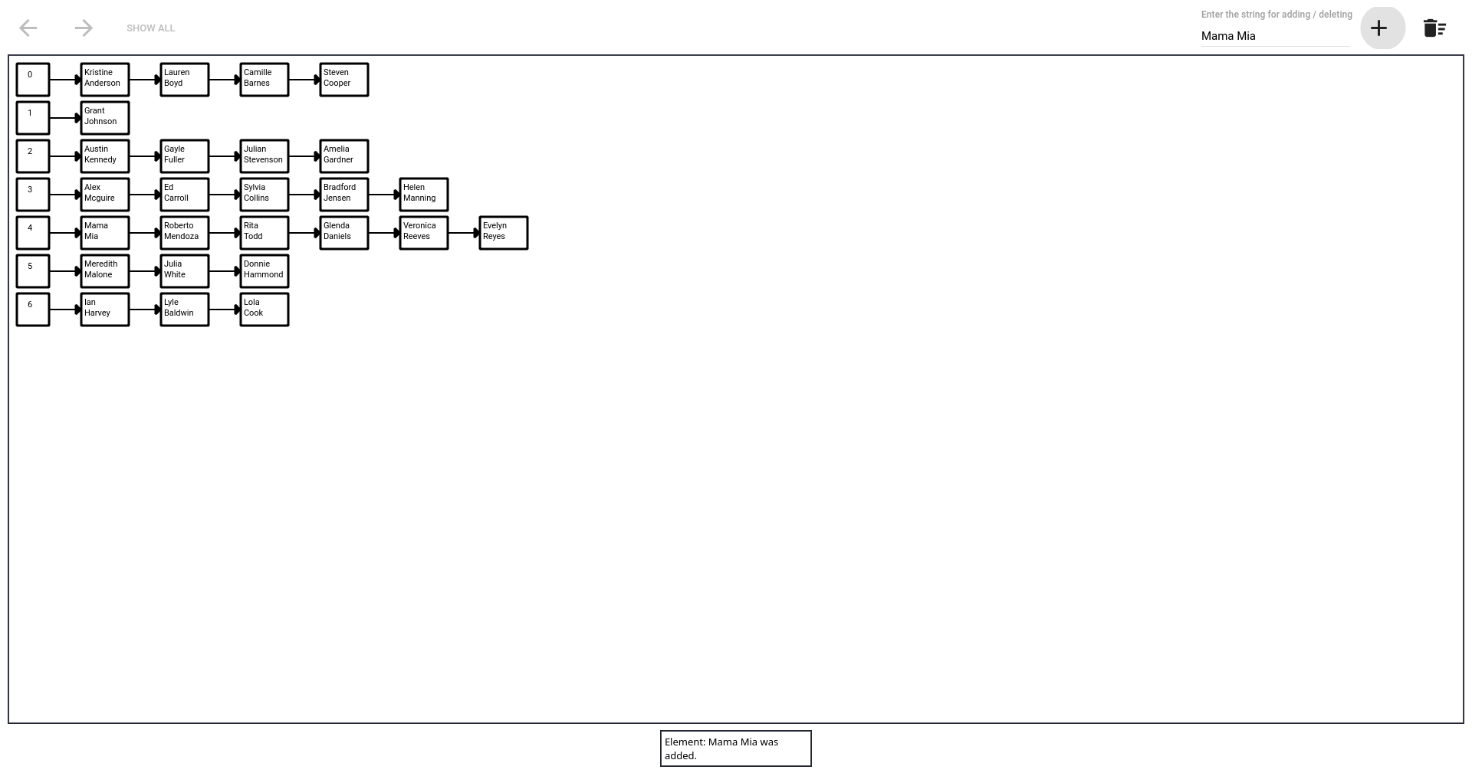 SHOW ALL
Enter the string for adding / deleting
Mama Mia
0
Kristine
Anderson
Lauren
Boyd
Camille
Barnes
Steven
Cooper
1
Grant
Johnson
2
Austin
Kennedy
Gayle
Fuller
Julian
Stevenson
Amelia
Gardner
3
Alex
Mcguire
Ed
Carroll
Sylvia
Collins
Bradford
Jensen
Helen
Manning
4
Mama
Mia
Roberto
Mendoza
Rita
Todd
Glenda
Daniels
Veronica
Reeves
Evelyn
Reyes
5
Meredith
Malone
Julia
White
Donnie
Hammond
6
Ian
Harvey
Lyle
Baldwin
Lola
Cook
Element: Mama Mia was
added.